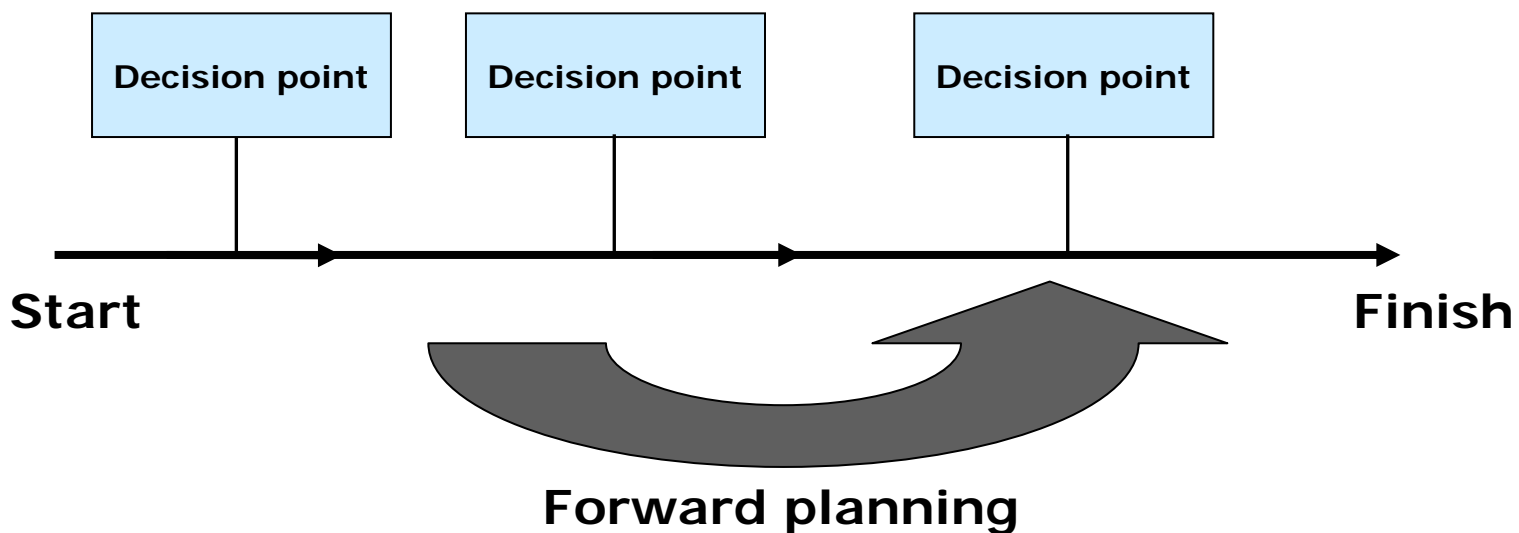 Decision point
Decision point
Decision point
Start
Finish
Forward planning